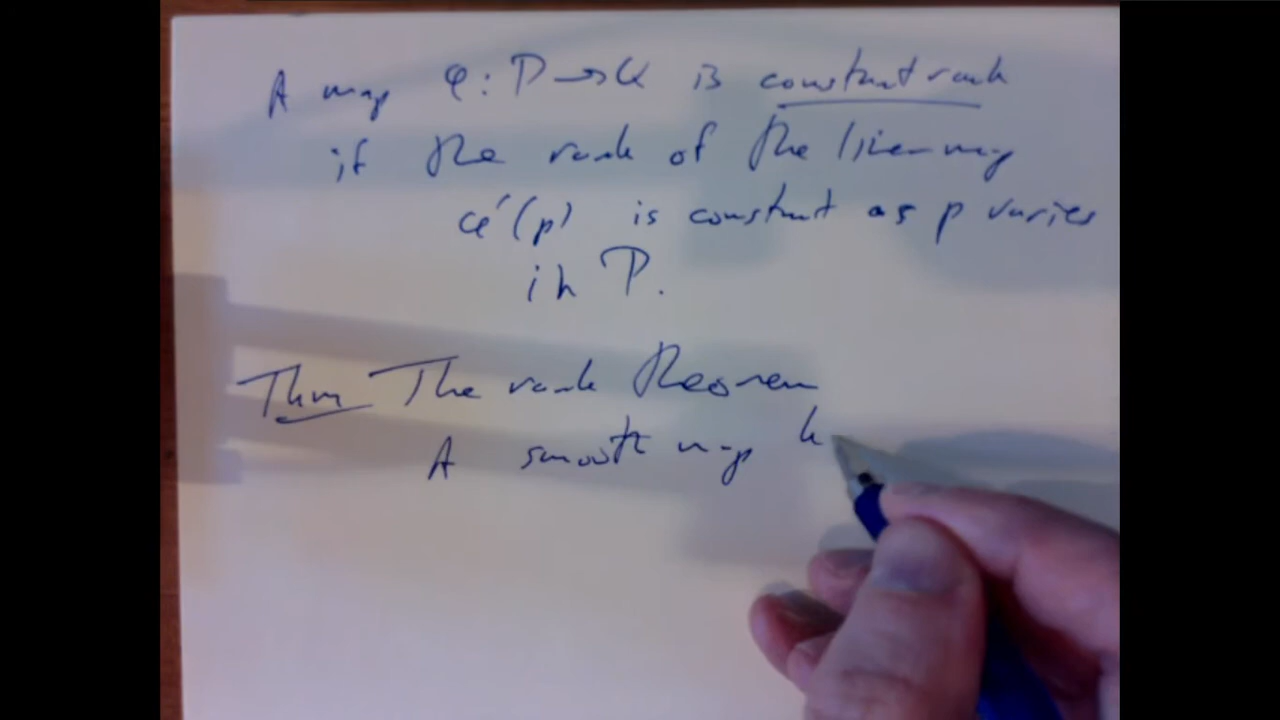 A map φ: P → Q is constant rank
if the rank of the linear map
φ'(p) is constant as p varies
in P.
Thm The rank theorem
A smooth map h